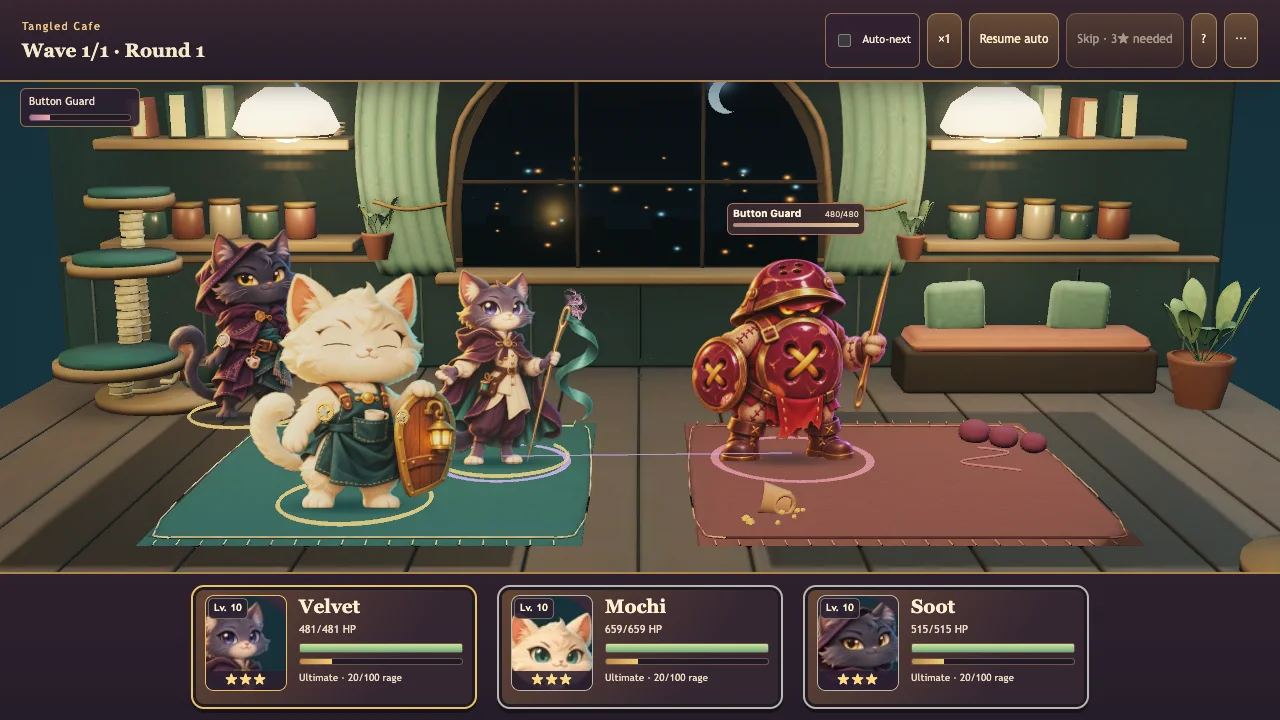 Tangled Cafe
Wave 1/1 · Round 1
Auto-next
×1
Resume auto
Skip · 3★ needed
?
···
Button Guard
Button Guard 480/480
Lv. 10
Velvet
481/481 HP
Ultimate · 20/100 rage
Lv. 10
Mochi
659/659 HP
Ultimate · 20/100 rage
Lv. 10
Soot
515/515 HP
Ultimate · 20/100 rage